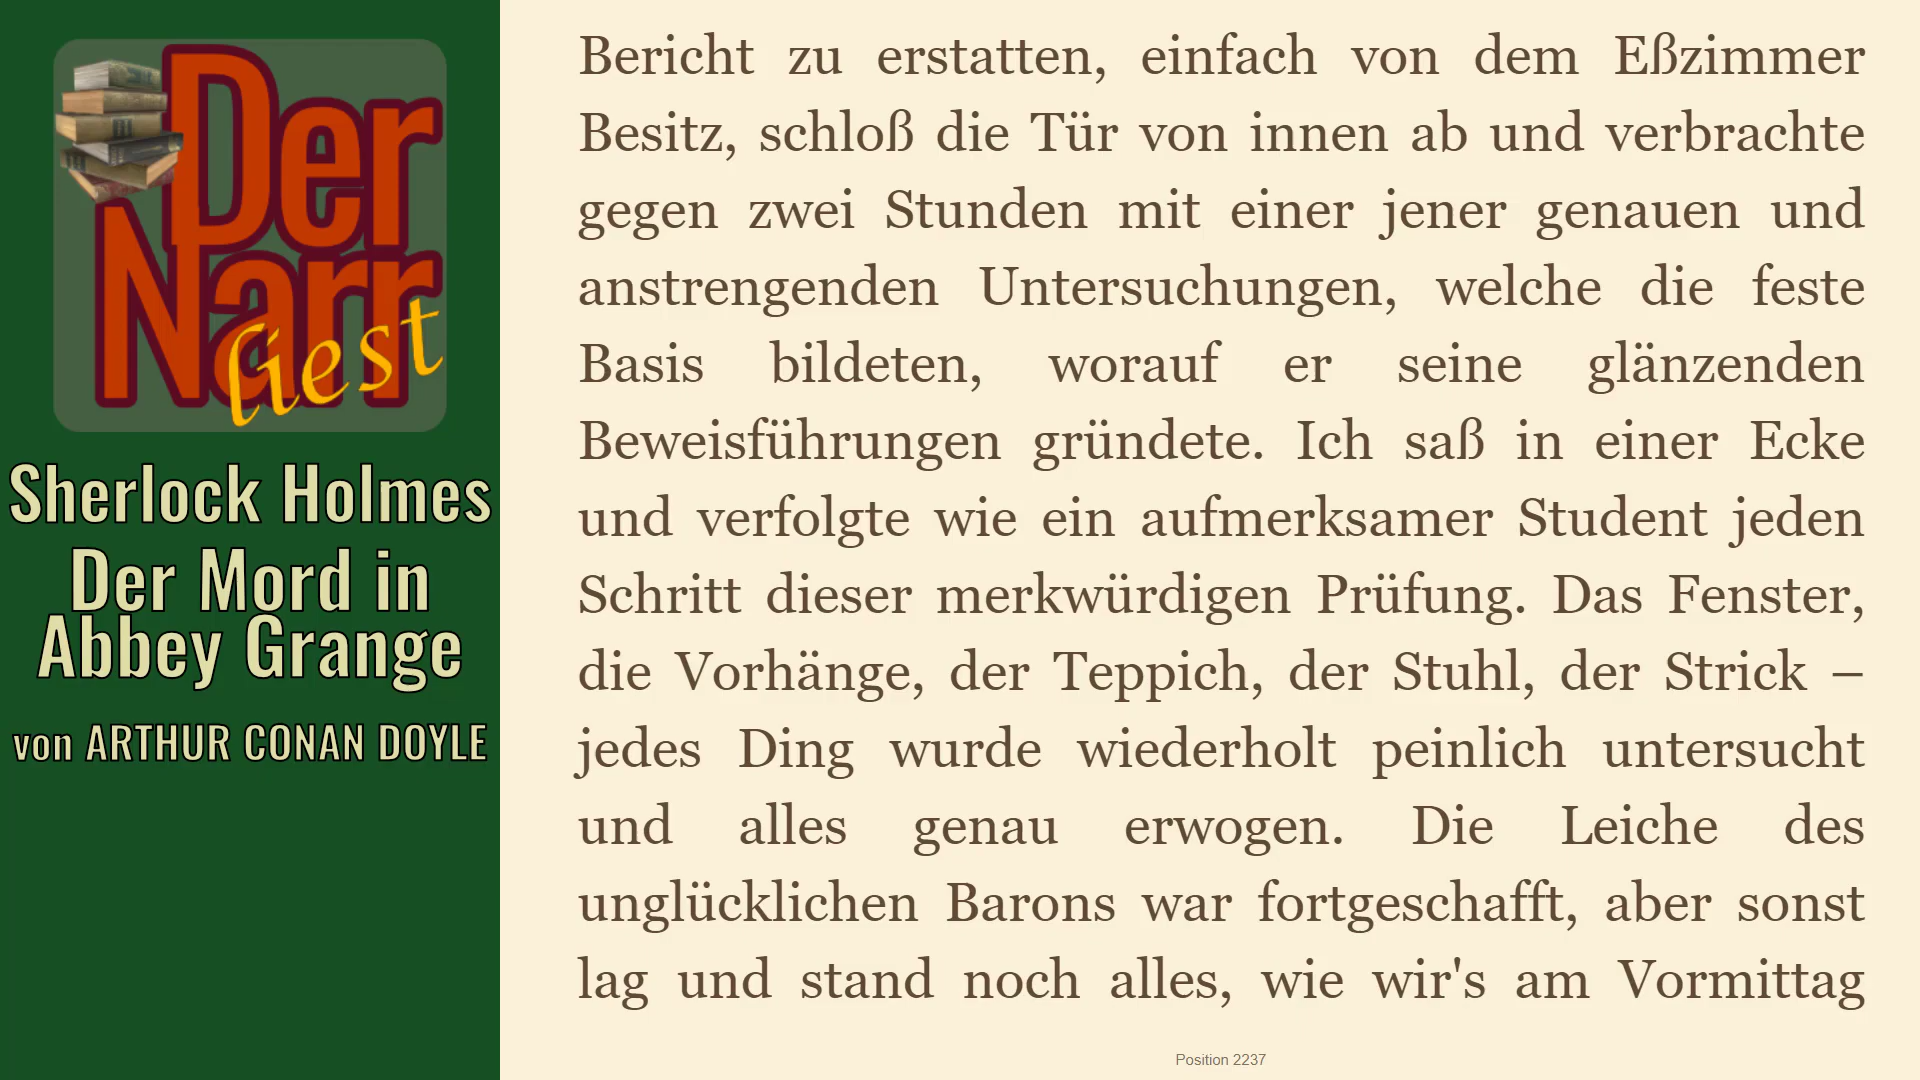 Der
Narr
liest
Sherlock Holmes
Der Mord in
Abbey Grange
von ARTHUR CONAN DOYLE
Bericht zu erstatten, einfach von dem Eßzimmer
Besitz, schloß die Tür von innen ab und verbrachte
gegen zwei Stunden mit einer jener genauen und
anstrengenden Untersuchungen, welche die feste
Basis bildeten, worauf er seine glänzenden
Beweisführungen gründete. Ich saß in einer Ecke
und verfolgte wie ein aufmerksamer Student jeden
Schritt dieser merkwürdigen Prüfung. Das Fenster,
die Vorhänge, der Teppich, der Stuhl, der Strick –
jedes Ding wurde wiederholt peinlich untersucht
und alles genau erwogen. Die Leiche des
unglücklichen Barons war fortgeschafft, aber sonst
lag und stand noch alles, wie wir's am Vormittag
Position 2237